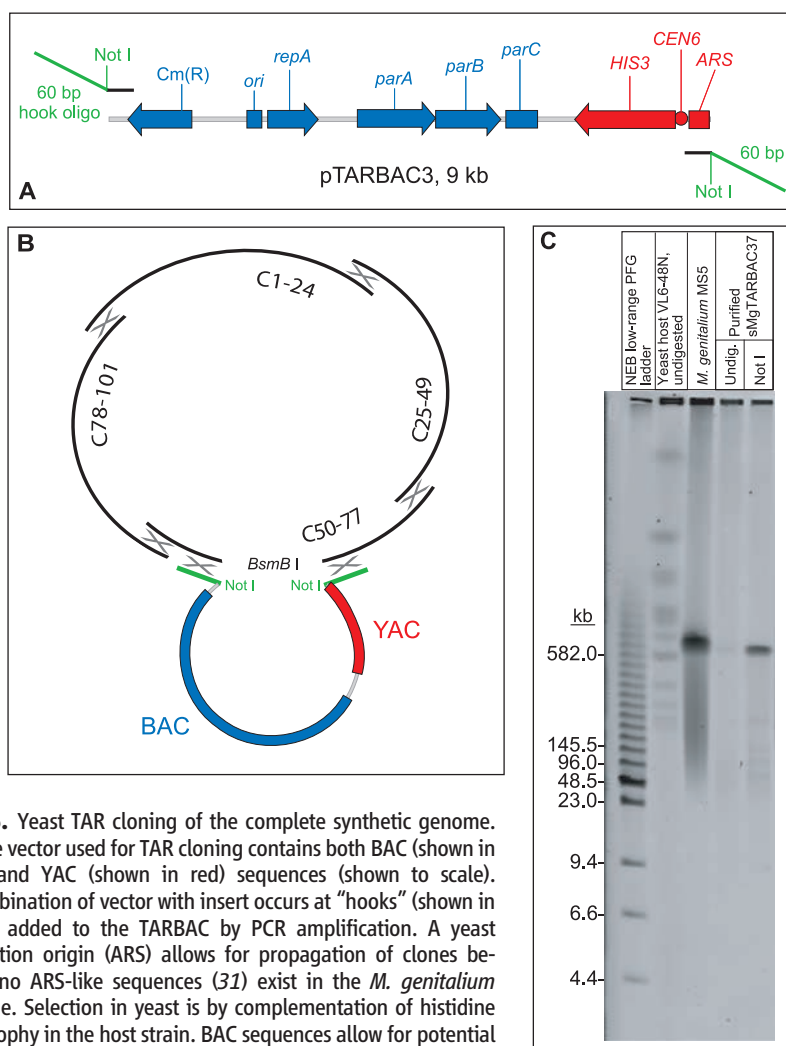 Not I
60 bp
hook oligo
Cm(R)
ori
repA
parA
parB
parC
HIS3
CEN6
ARS
60 bp
Not I
pTARBAC3, 9 kb
A
B
C1-24
C25-49
C50-77
C78-101
BsmB I
Not I
Not I
YAC
BAC
C
NEB low-range PFG
ladder
Yeast host VL6-48N,
undigested
M. genitalium MS5
Purified
sMgTARBAC37
Undig.
Not I
kb
582.0
145.5
96.0
48.5
23.0
9.4
6.6
4.4
Yeast TAR cloning of the complete synthetic genome.
vector used for TAR cloning contains both BAC (shown in
and YAC (shown in red) sequences (shown to scale).
bination of vector with insert occurs at "hooks" (shown in
added to the TARBAC by PCR amplification. A yeast
tion origin (ARS) allows for propagation of clones be-
no ARS-like sequences (31) exist in the M. genitalium
e. Selection in yeast is by complementation of histidine
ophy in the host strain. BAC sequences allow for potential